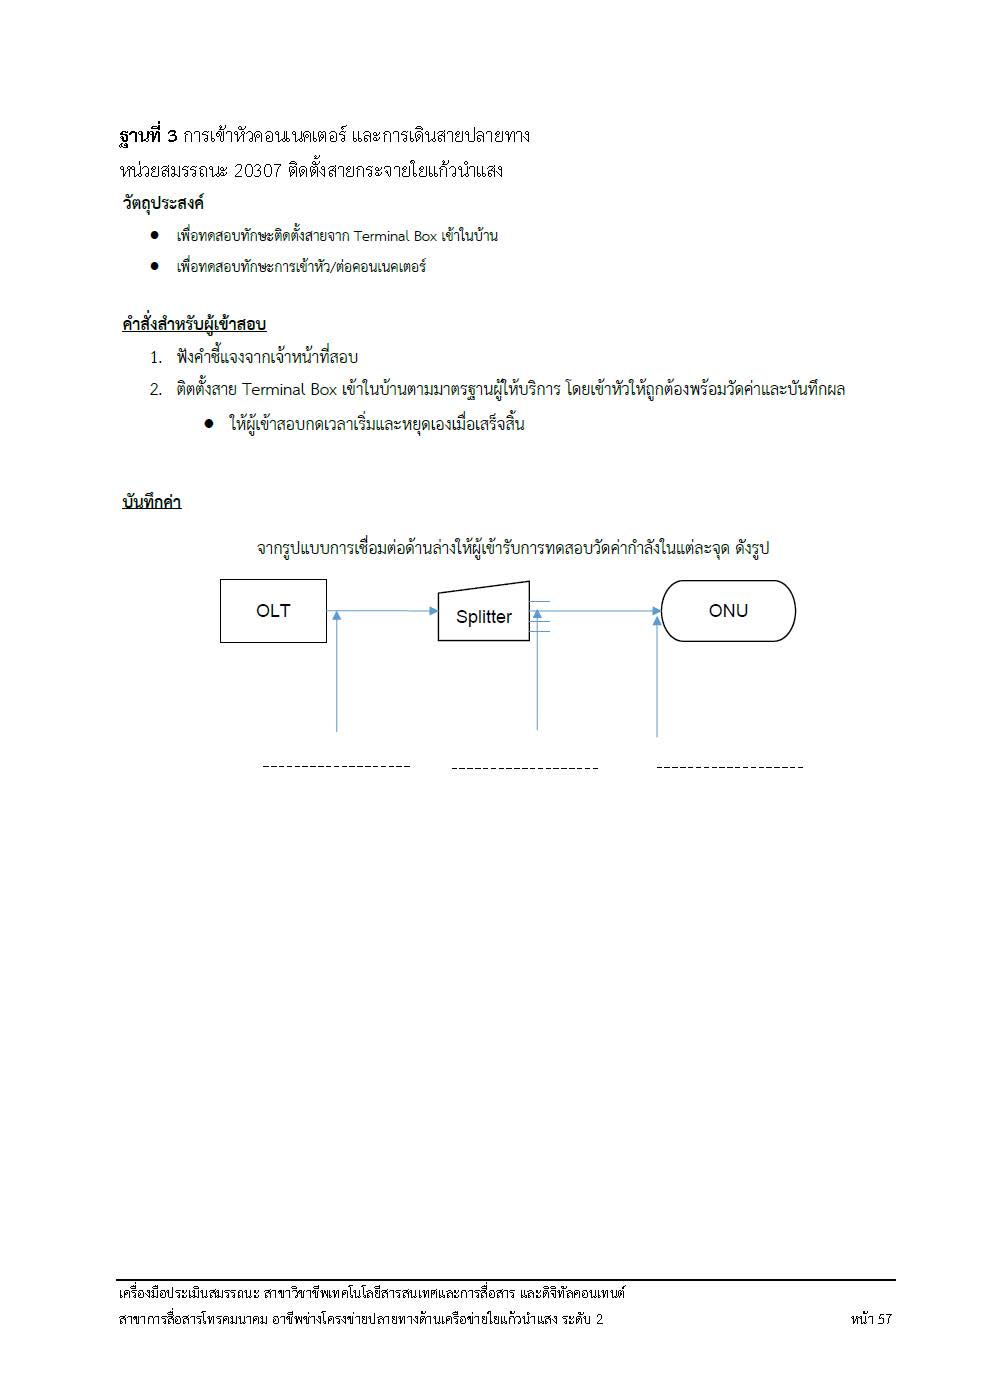 ฐานที่ 3 การเข้าหัวคอนเนคเตอร์ และการเดินสายปลายทาง
หน่วยสมรรถนะ 20307 ติดตั้งสายกระจายใยแก้วนำแสง
วัตถุประสงค์
● เพื่อทดสอบทักษะติดตั้งสายจาก Terminal Box เข้าในบ้าน
● เพื่อทดสอบทักษะการเข้าหัว/ต่อคอนเนคเตอร์
คำสั่งสำหรับผู้เข้าสอบ
1. ฟังคำชี้แจงจากเจ้าหน้าที่สอบ
2. ติตตั้งสาย Terminal Box เข้าในบ้านตามมาตรฐานผู้ให้บริการ โดยเข้าหัวให้ถูกต้องพร้อมวัดค่าและบันทึกผล
● ให้ผู้เข้าสอบกดเวลาเริ่มและหยุดเองเมื่อเสร็จสิ้น
บันทึกค่า
จากรูปแบบการเชื่อมต่อด้านล่างให้ผู้เข้ารับการทดสอบวัดค่ากำลังในแต่ละจุด ดังรูป
OLT Splitter ONU
เครื่องมือประเมินสมรรถนะ สาขาวิชาชีพเทคโนโลยีสารสนเทศและการสื่อสาร และดิจิทัลคอนเทนต์
สาขาการสื่อสารโทรคมนาคม อาชีพช่างโครงข่ายปลายทางด้านเครือข่ายใยแก้วนำแสง ระดับ 2 หน้า 57